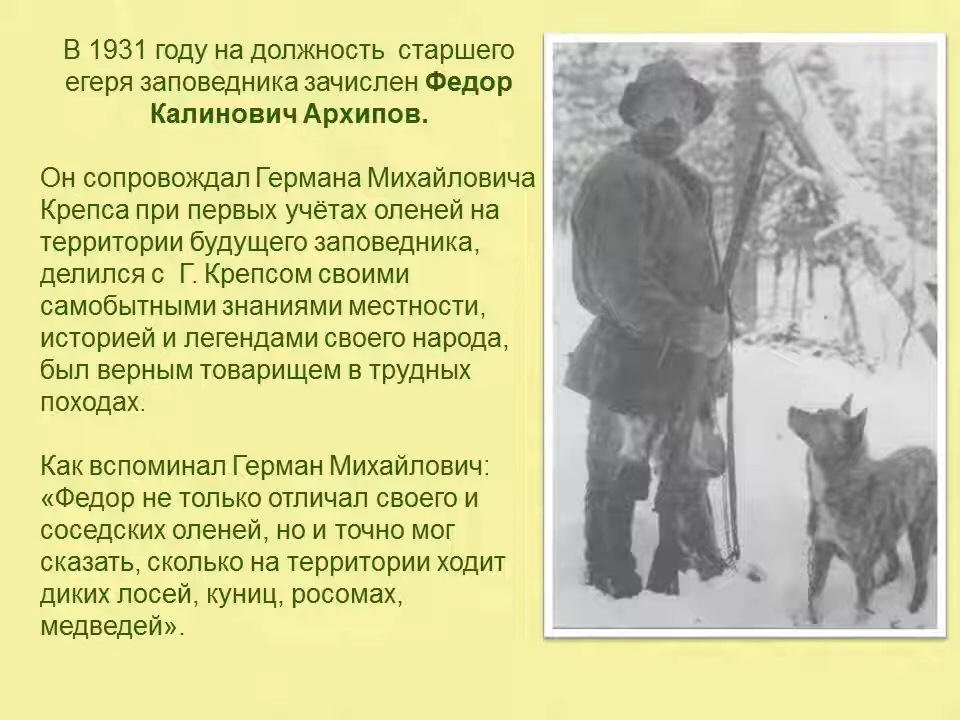 В 1931 году на должность старшего
егеря заповедника зачислен Федор
Калинович Архипов.
Он сопровождал Германа Михайловича
Крепса при первых учётах оленей на
территории будущего заповедника,
делился с Г. Крепсом своими
самобытными знаниями местности,
историей и легендами своего народа,
был верным товарищем в трудных
походах.
Как вспоминал Герман Михайлович:
«Федор не только отличал своего и
соседских оленей, но и точно мог
сказать, сколько на территории ходит
диких лосей, куниц, росомах,
медведей».